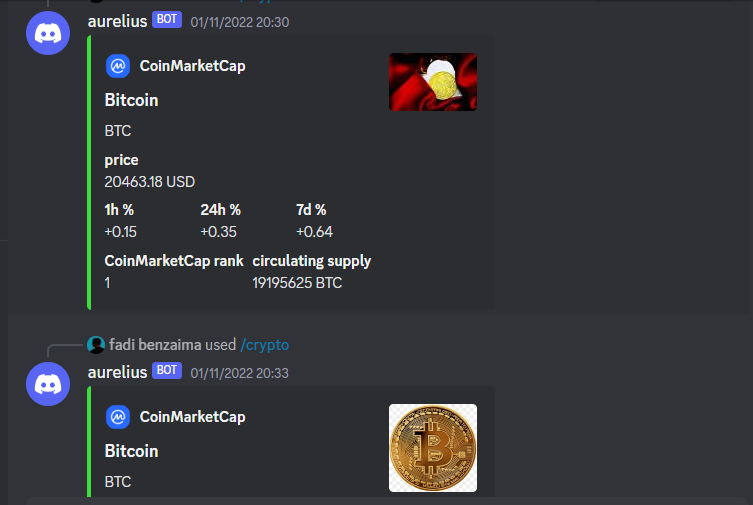 aurelius BOT 01/11/2022 20:30
CoinMarketCap
Bitcoin
BTC
price
20463.18 USD
1h % 24h % 7d %
+0.15 +0.35 +0.64
CoinMarketCap rank circulating supply
1 19195625 BTC
fadi benzaima used /crypto
aurelius BOT 01/11/2022 20:33
CoinMarketCap
Bitcoin
BTC